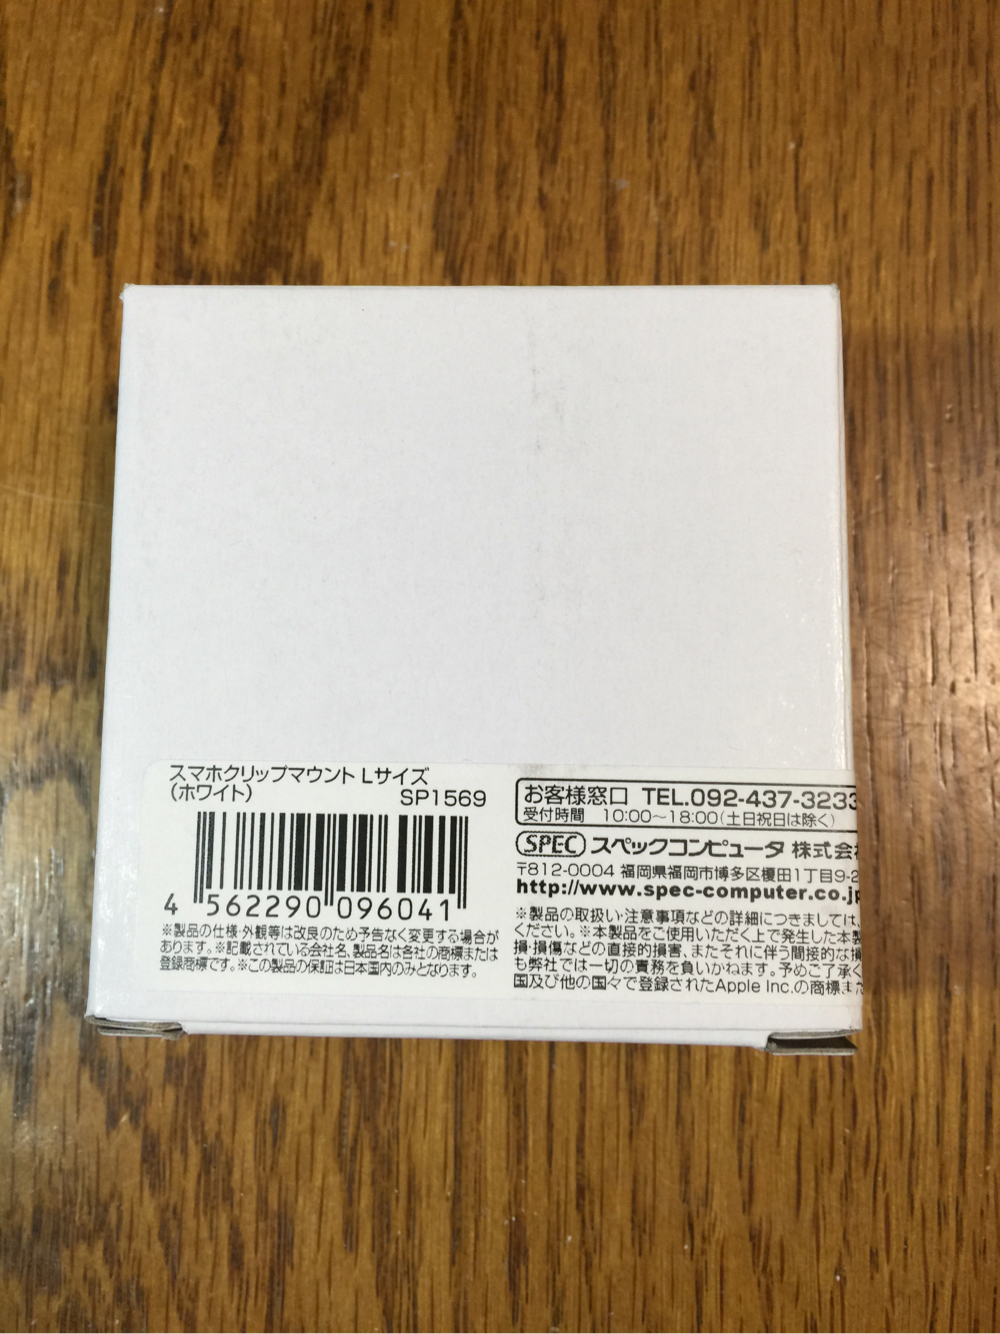 スマホクリップマウント Lサイズ
(ホワイト) SP1569
4 562290 096041
※製品の仕様・外観等は改良のため予告なく変更する場合が
あります。※記載されている会社名、製品名は各社の商標または
登録商標です。※この製品の保証は日本国内のみとなります。
お客様窓口 TEL.092-437-3233
受付時間 10:00〜18:00(土日祝日は除く)
SPEC スペックコンピュータ 株式会
〒812-0004 福岡県福岡市博多区榎田1丁目9-2
http://www.spec-computer.co.jp
※製品の取扱い・注意事項などの詳細につきましては、
ください。※本製品をご使用いただく上で発生した本製
損・損傷などの直接的損害、またそれに伴う間接的な損
も弊社では一切の責務を負いかねます。予めご了承く
国及び他の国々で登録されたApple Inc.の商標また